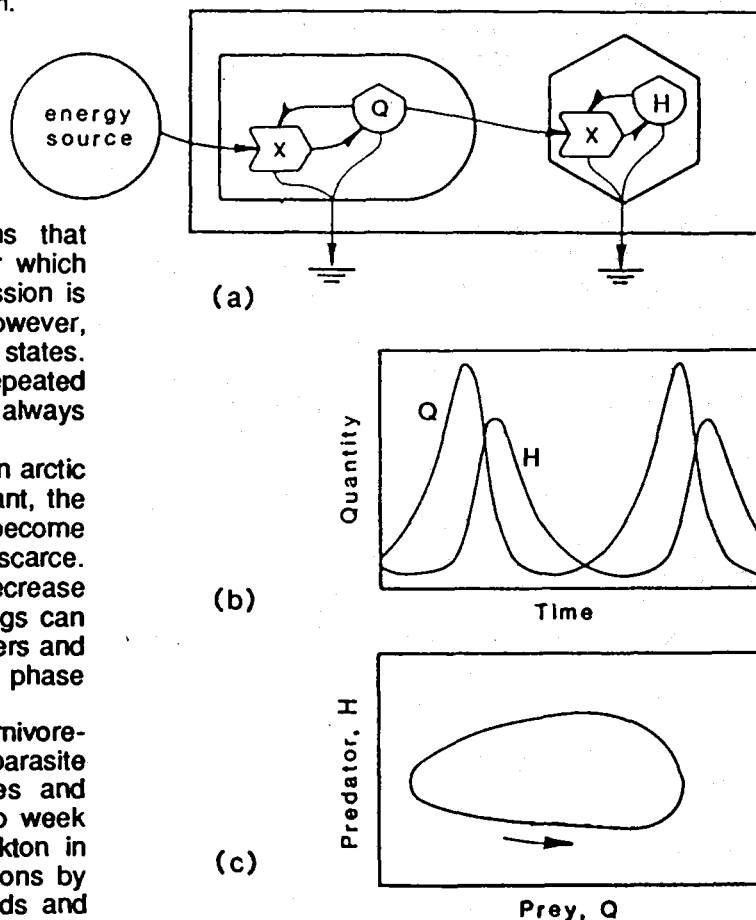 n.
energy
source
X
Q
X
H
(a)
ns that
r which
ssion is
owever,
states.
epeated
always
n arctic
ant, the
become
scarce.
ecrease
gs can
ers and
phase
nivore-
parasite
es and
o week
kton in
ons by
ds and
Quantity
Q
H
Time
(b)
Predator, H
Prey, Q
(c)